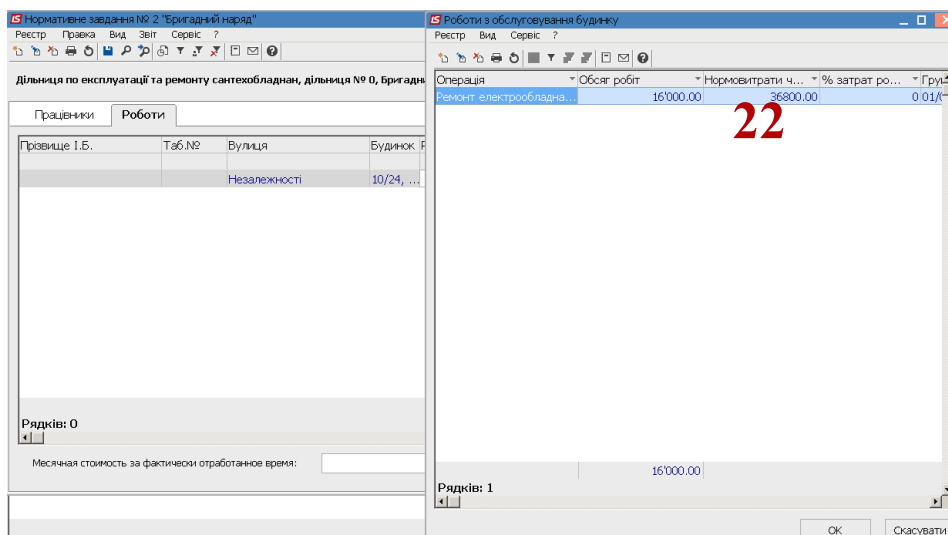 Нормативне завдання № 2 "Бригадний наряд"
Реєстр Правка Вид Звіт Сервіс ?
Дільниця по експлуатації та ремонту сантехобладнан, дільниця № 0, Бригадн
Працівники Роботи
Прізвище І.Б. Таб.№ Вулиця Будинок
Незалежності 10/24, ...
Рядків: 0
Месячная стоимость за фактически отработанное время:
Роботи з обслуговування будинку
Реєстр Вид Сервіс ?
Операція Обсяг робіт Нормовитрати ч... % затрат ро... Гру
Ремонт електрообладна... 16'000.00 36800.00 0 01/
22
16'000.00
Рядків: 1
OK Скасувати